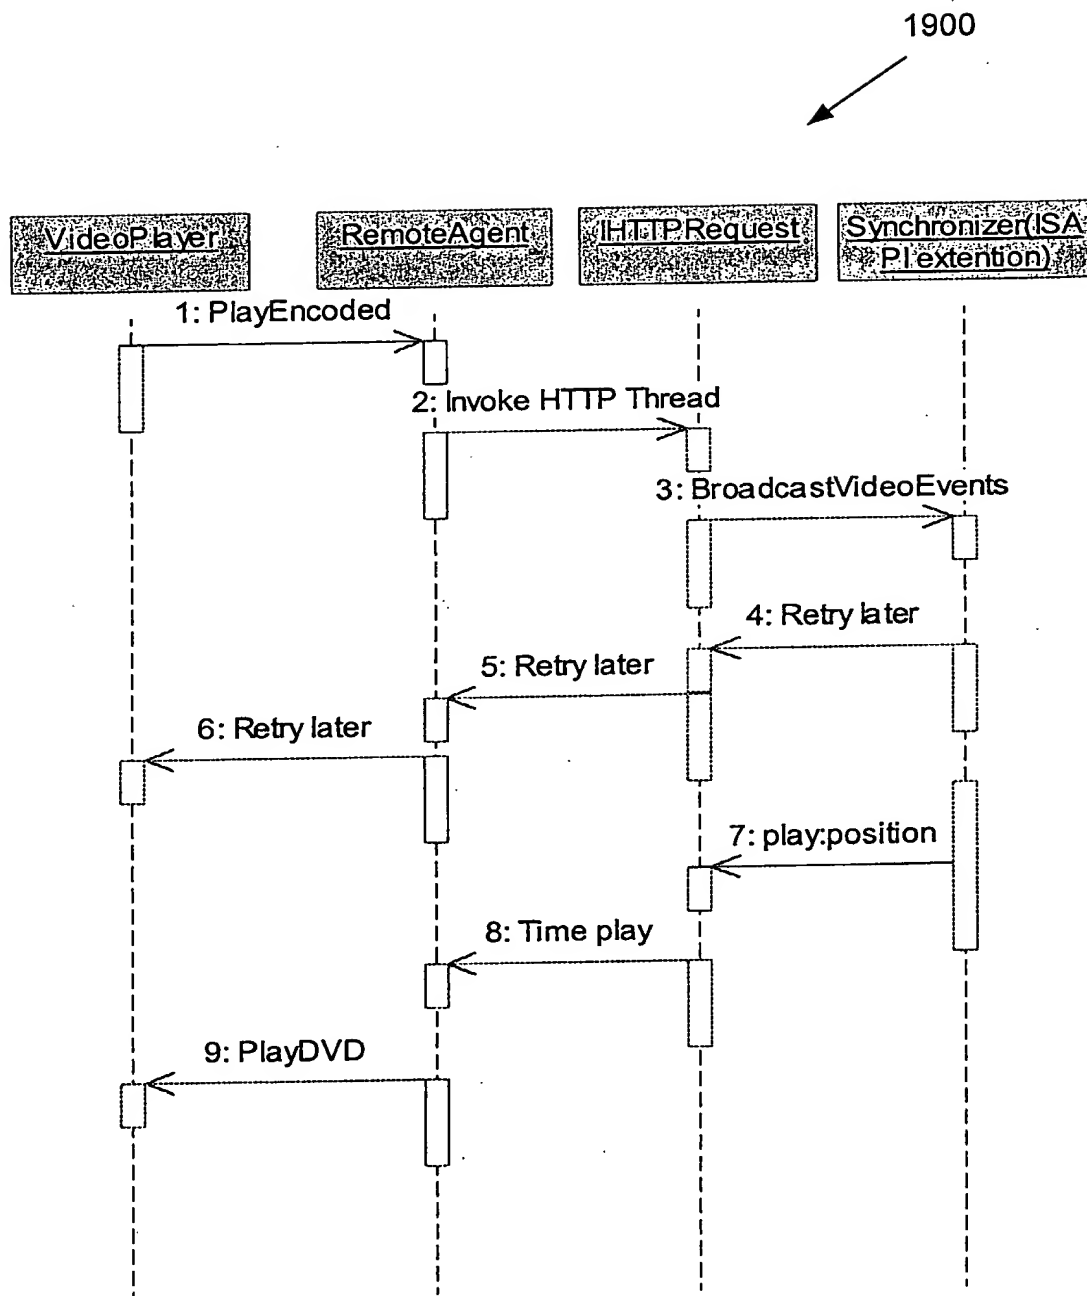 1900
VideoPlayer
RemoteAgent
IHTTPRequest
Synchronizer(ISA
PI extention)
1: PlayEncoded
2: Invoke HTTP Thread
3: BroadcastVideoEvents
4: Retry later
5: Retry later
6: Retry later
7: play:position
8: Time play
9: PlayDVD